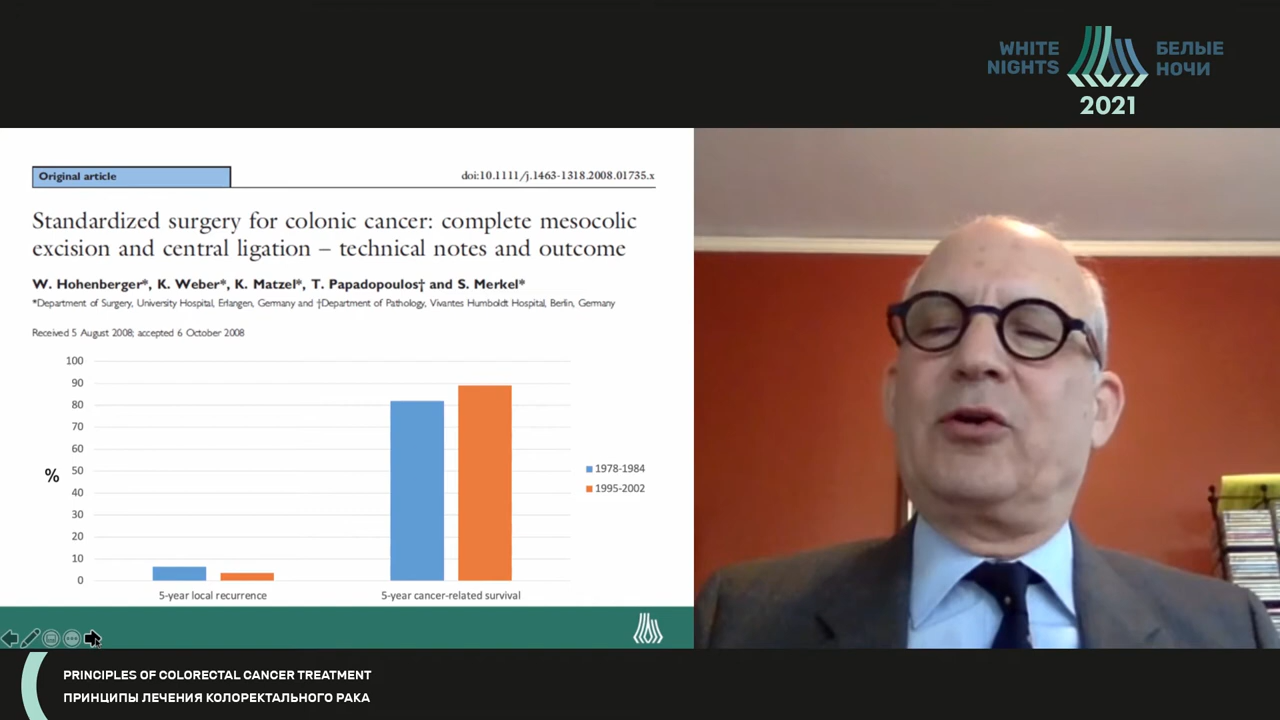 WHITE
NIGHTS
БЕЛЫЕ
НОЧИ
2021
Original article
doi:10.1111/j.1463-1318.2008.01735.x
Standardized surgery for colonic cancer: complete mesocolic
excision and central ligation – technical notes and outcome
W. Hohenberger*, K. Weber*, K. Matzel*, T. Papadopoulos† and S. Merkel*
*Department of Surgery, University Hospital, Erlangen, Germany and †Department of Pathology, Vivantes Humboldt Hospital, Berlin, Germany
Received 5 August 2008; accepted 6 October 2008
100
90
80
70
60
50
40
30
20
10
0
%
5-year local recurrence
5-year cancer-related survival
1978-1984
1995-2002
PRINCIPLES OF COLORECTAL CANCER TREATMENT
ПРИНЦИПЫ ЛЕЧЕНИЯ КОЛОРЕКТАЛЬНОГО РАКА